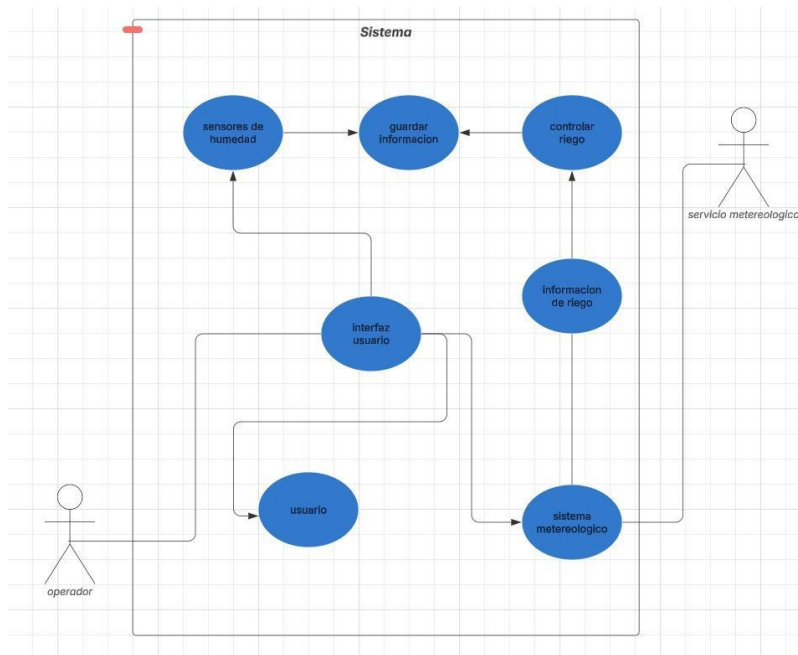 Sistema
sensores de
humedad
guardar
informacion
controlar
riego
servicio metereologico
informacion
de riego
interfaz
usuario
usuario
sistema
metereologico
operador